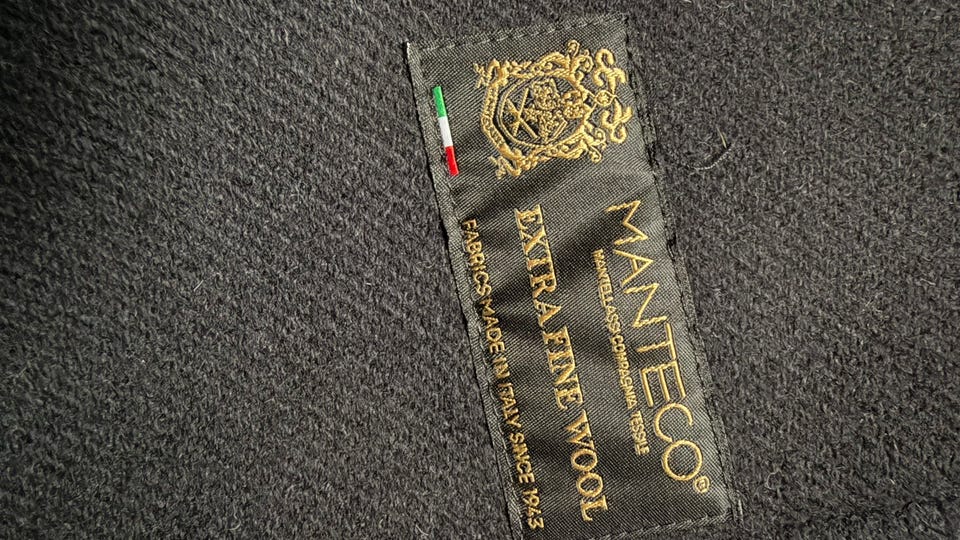 MANTECO®
MANTELLASSI COMPAGNIA TESSILE
EXTRA FINE WOOL
FABRICS MADE IN ITALY SINCE 1943